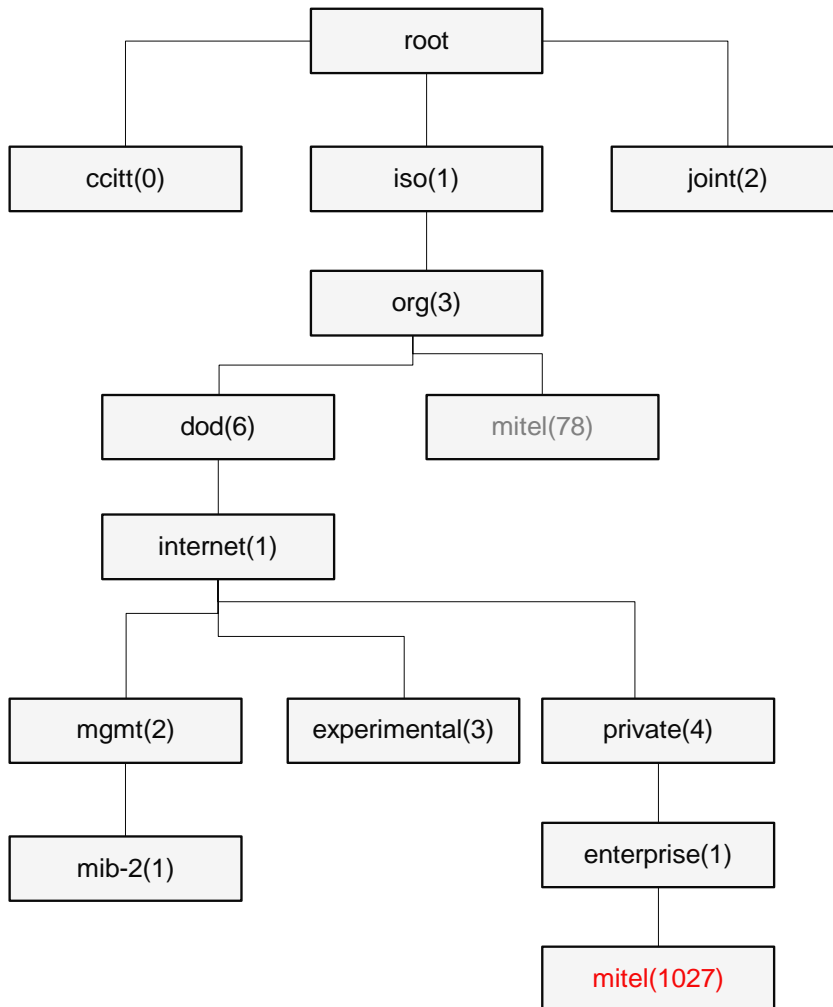 root
ccitt(0)
iso(1)
joint(2)
org(3)
dod(6)
mitel(78)
internet(1)
mgmt(2)
experimental(3)
private(4)
mib-2(1)
enterprise(1)
mitel(1027)